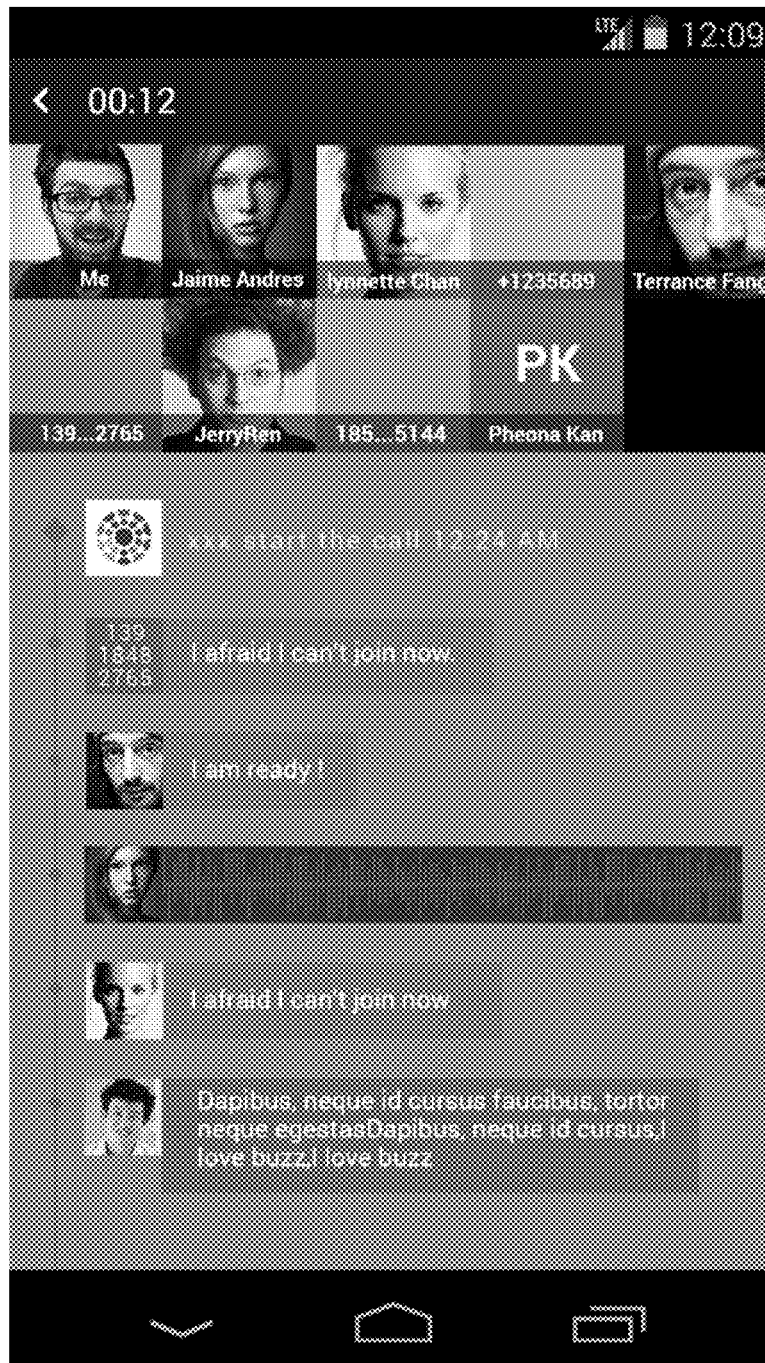 LTE 12:09
00:12
Me Jaime Andres lynnette Chan +1235689 Terrance Fang
PK
139...2765 JerryRen 185...5144 Pheona Kan
xxx start the call 12:24 AM
139
1848
2765
I afraid I can't join now.
I am ready !
I afraid I can't join now
Dapibus, neque id cursus faucibus, tortor
neque egestasDapibus, neque id cursus,I
love buzz,I love buzz